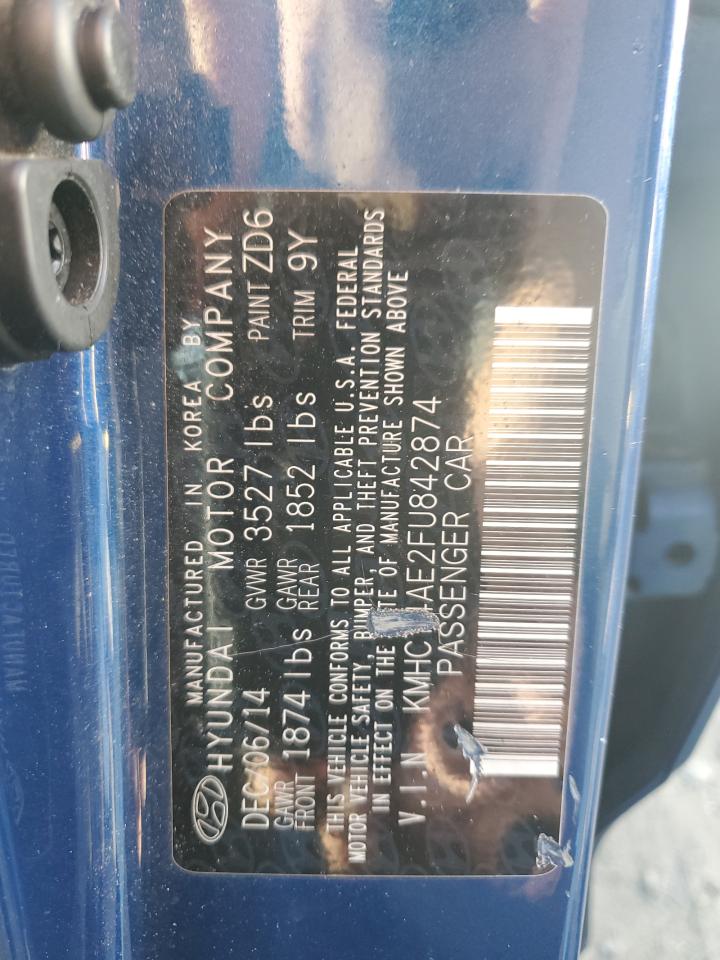 MANUFACTURED IN KOREA BY
HYUNDAI MOTOR COMPANY
DEC/06/14 GVWR 3527 lbs PAINT ZD6
GAWR FRONT 1874 lbs GAWR REAR 1852 lbs TRIM 9Y
THIS VEHICLE CONFORMS TO ALL APPLICABLE U.S.A. FEDERAL
MOTOR VEHICLE SAFETY, BUMPER, AND THEFT PREVENTION STANDARDS
IN EFFECT ON THE OF MANUFACTURE SHOWN ABOVE
V.I.N
PASSENGER CAR